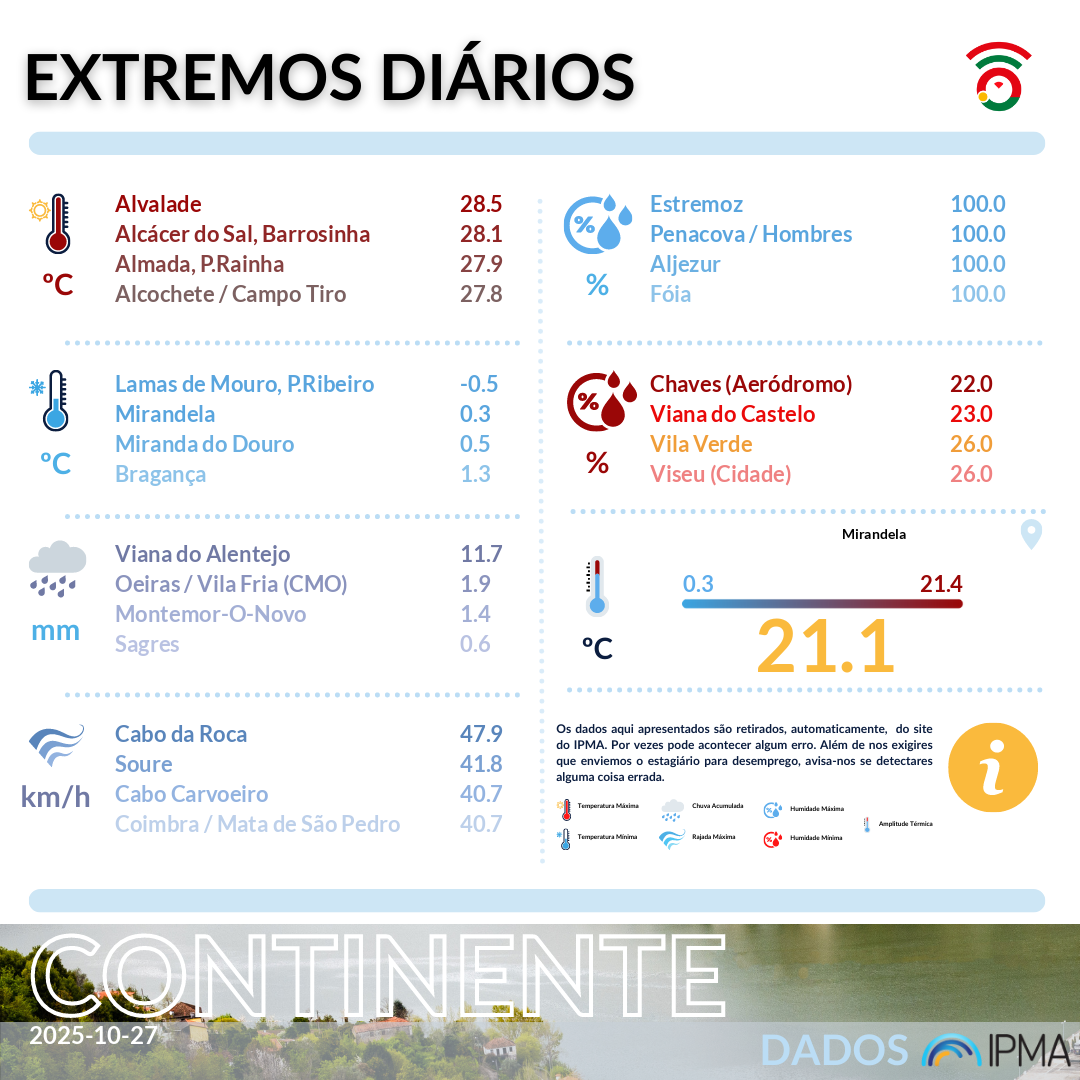 EXTREMOS DIÁRIOS
°C
Alvalade 28.5
Alcácer do Sal, Barrosinha 28.1
Almada, P.Rainha 27.9
Alcochete / Campo Tiro 27.8
%
Estremoz 100.0
Penacova / Hombres 100.0
Aljezur 100.0
Fóia 100.0
°C
Lamas de Mouro, P.Ribeiro -0.5
Mirandela 0.3
Miranda do Douro 0.5
Bragança 1.3
%
Chaves (Aeródromo) 22.0
Viana do Castelo 23.0
Vila Verde 26.0
Viseu (Cidade) 26.0
mm
Viana do Alentejo 11.7
Oeiras / Vila Fria (CMO) 1.9
Montemor-O-Novo 1.4
Sagres 0.6
Mirandela
0.3 21.4
°C
21.1
km/h
Cabo da Roca 47.9
Soure 41.8
Cabo Carvoeiro 40.7
Coimbra / Mata de São Pedro 40.7
Os dados aqui apresentados são retirados, automaticamente, do site
do IPMA. Por vezes pode acontecer algum erro. Além de nos exigires
que enviemos o estagiário para desemprego, avisa-nos se detectares
alguma coisa errada.
i
Temperatura Máxima Chuva Acumulada Humidade Máxima
Amplitude Térmica
Temperatura Mínima Rajada Máxima Humidade Mínima
CONTINENTE
2025-10-27
DADOS IPMA